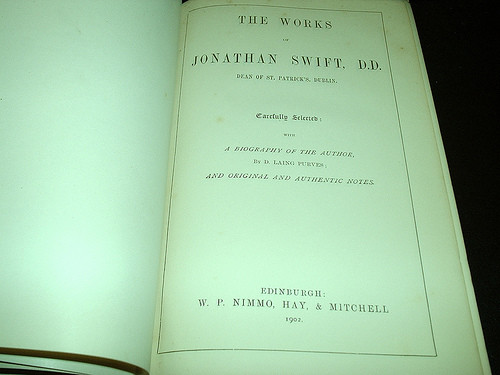 THE WORKS
OF
JONATHAN SWIFT, D.D.
DEAN OF ST. PATRICK'S, DUBLIN.
Carefully Selected:
WITH
A BIOGRAPHY OF THE AUTHOR,
BY D. LAING PURVES;
AND ORIGINAL AND AUTHENTIC NOTES.
EDINBURGH:
W. P. NIMMO, HAY, & MITCHELL
1902.